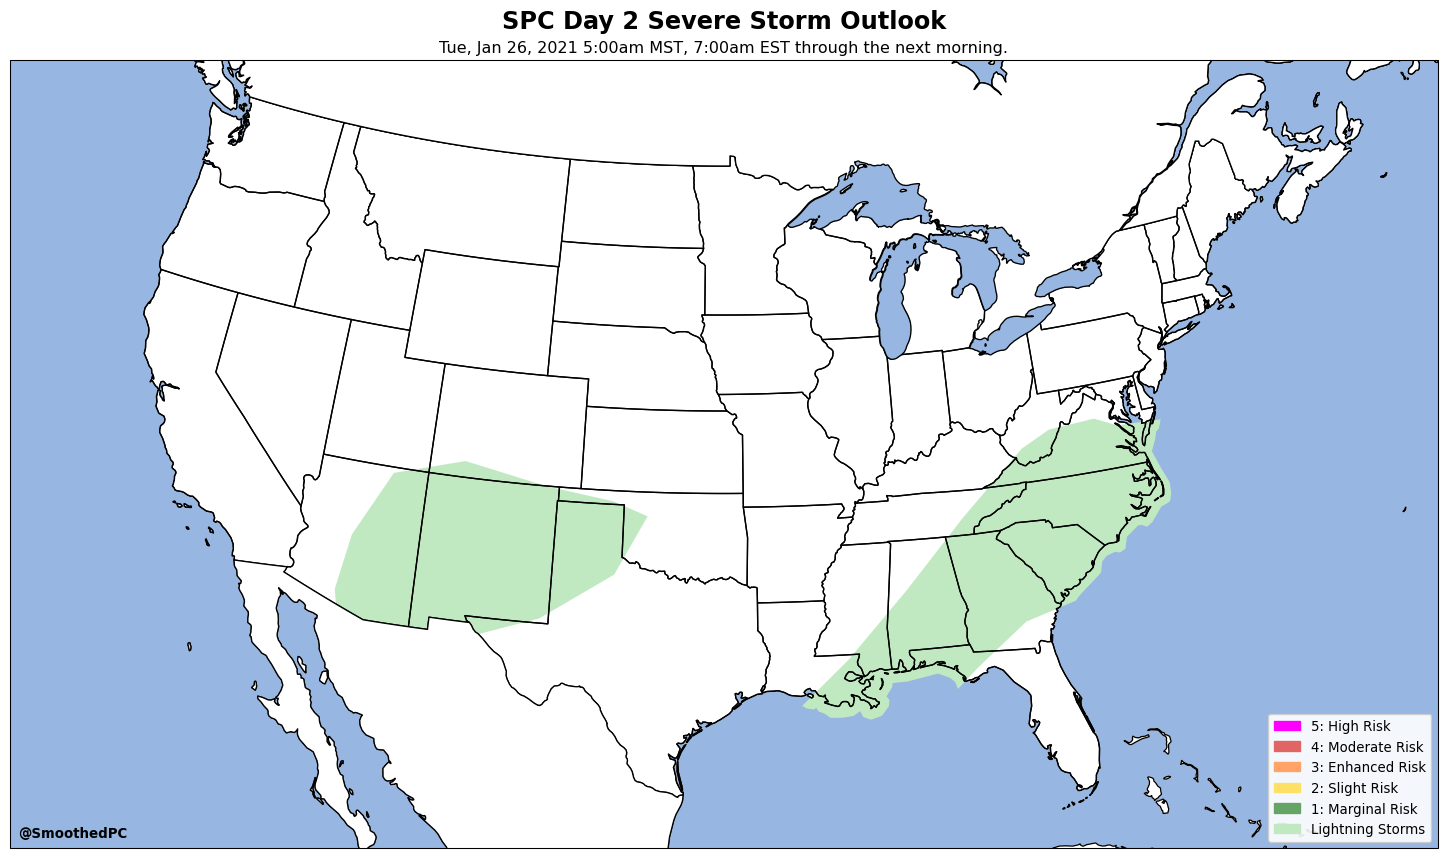 SPC Day 2 Severe Storm Outlook
Tue, Jan 26, 2021 5:00am MST, 7:00am EST through the next morning.
5: High Risk
4: Moderate Risk
3: Enhanced Risk
2: Slight Risk
1: Marginal Risk
Lightning Storms
@SmoothedPC